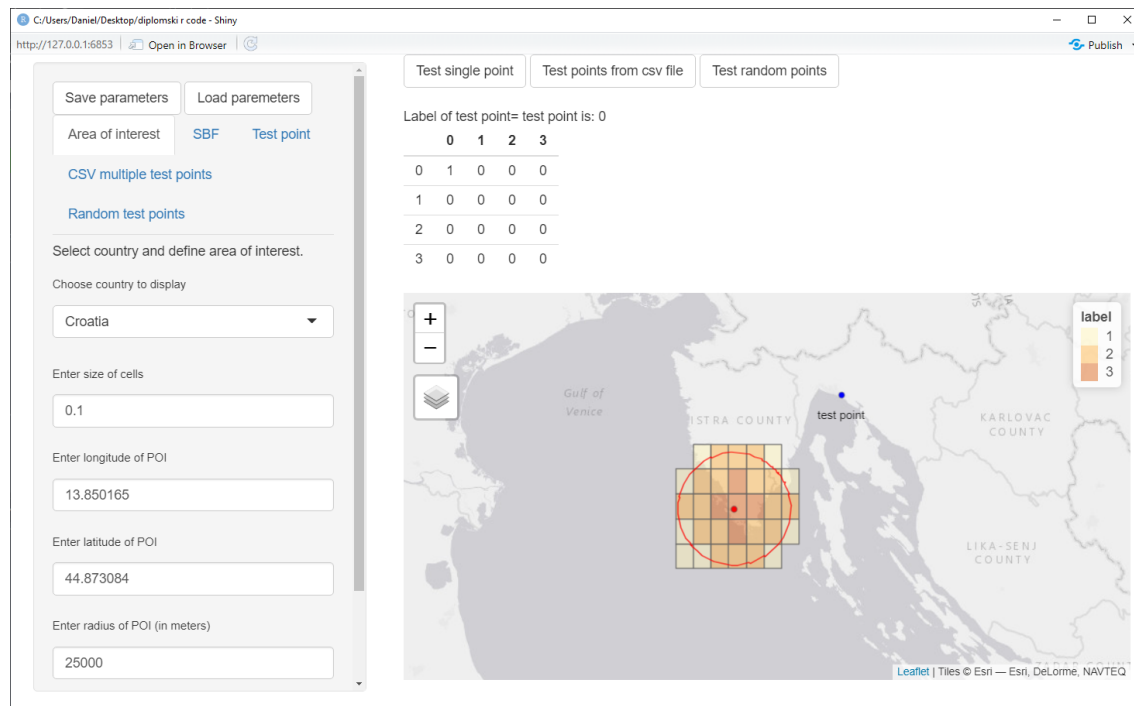 C:/Users/Daniel/Desktop/diplomski r code - Shiny
http://127.0.0.1:6853 Open in Browser Publish
Save parameters Load paremeters
Area of interest SBF Test point
CSV multiple test points
Random test points
Select country and define area of interest.
Choose country to display
Croatia
Enter size of cells
0.1
Enter longitude of POI
13.850165
Enter latitude of POI
44.873084
Enter radius of POI (in meters)
25000
Test single point Test points from csv file Test random points
Label of test point= test point is: 0
0 1 2 3
0 1 0 0 0
1 0 0 0 0
2 0 0 0 0
3 0 0 0 0
+
−
label
1
2
3
Gulf of
Venice
ISTRA COUNTY
test point
KARLOVAC
COUNTY
LIKA-SENJ
COUNTY
Leaflet | Tiles © Esri — Esri, DeLorme, NAVTEQ